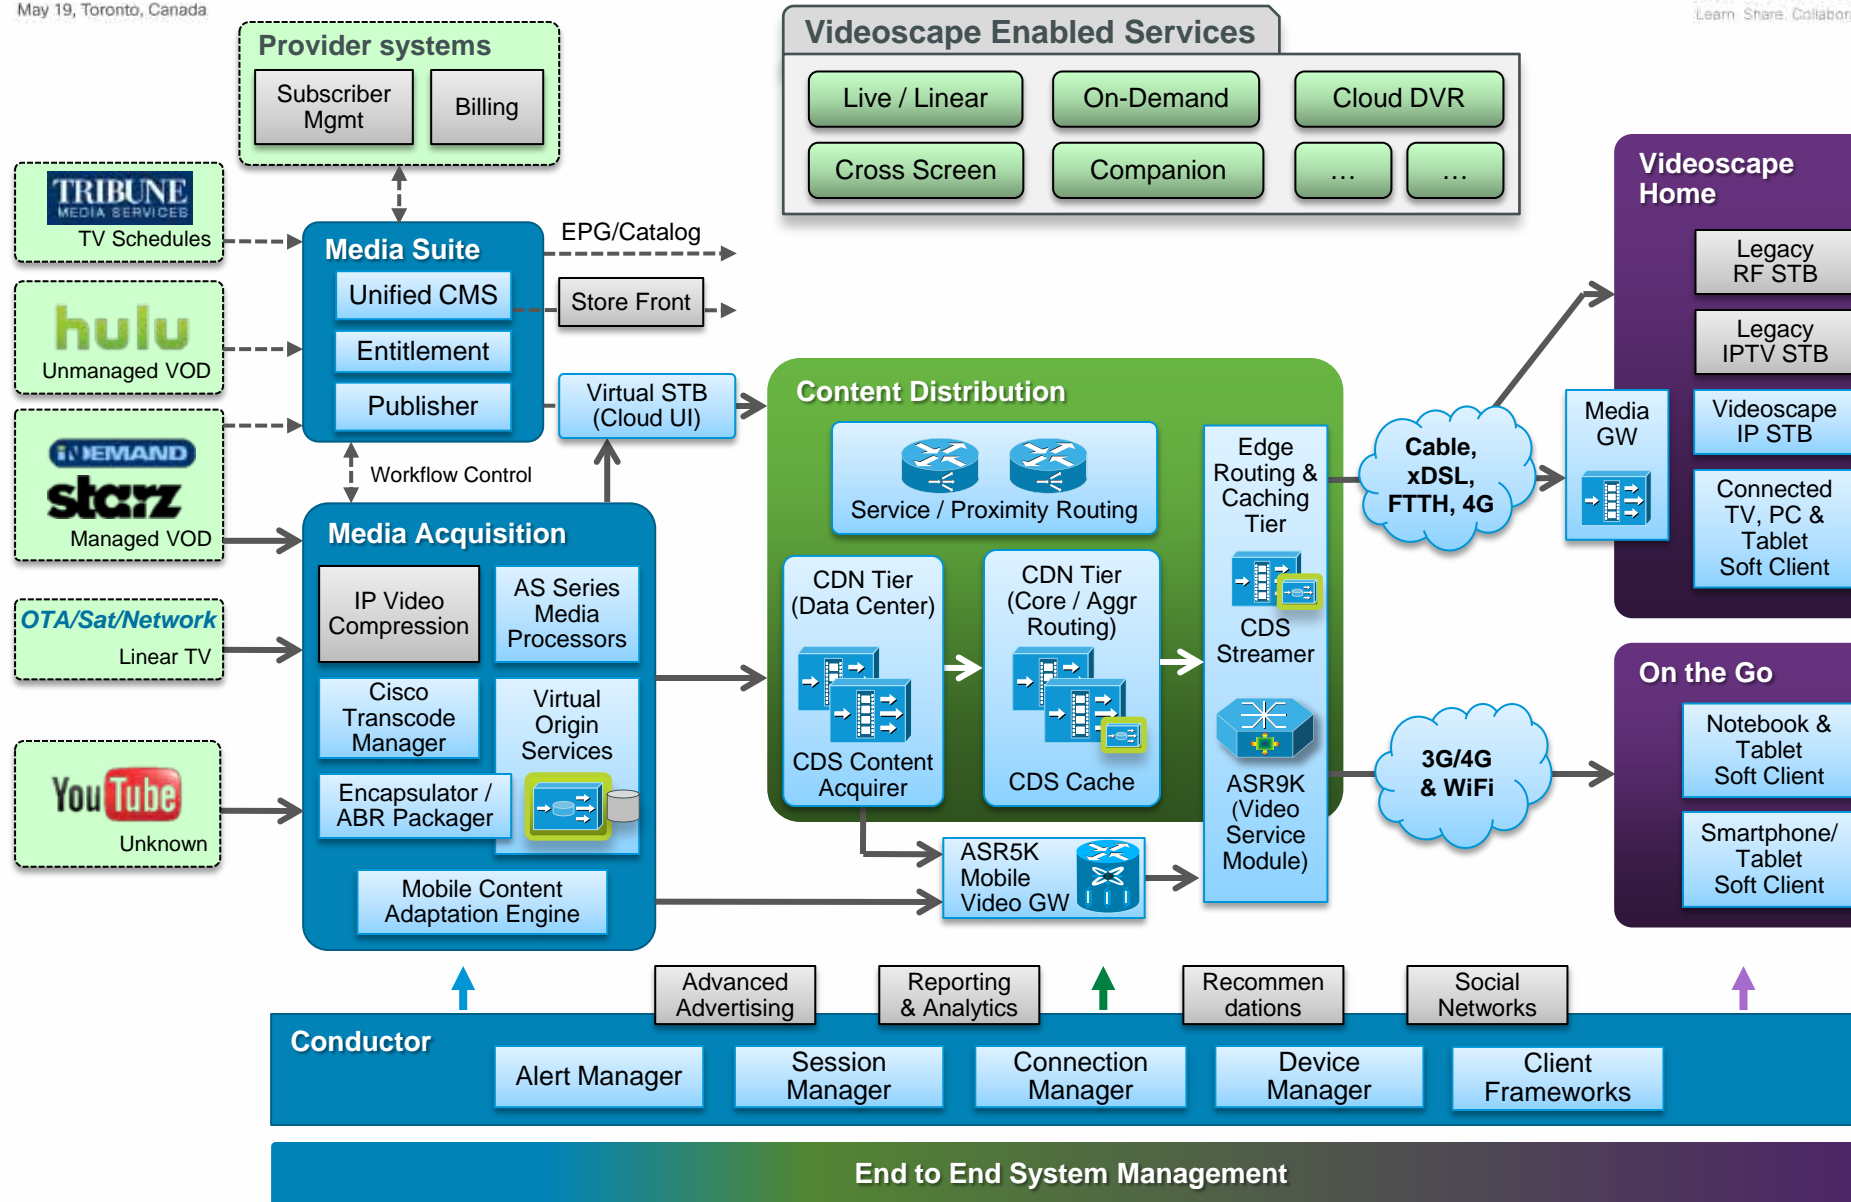 May 19, Toronto, Canada
Learn. Share. Collabor
Provider systems
Subscriber
Mgmt
Billing
Videoscape Enabled Services
Live / Linear
On-Demand
Cloud DVR
Cross Screen
Companion
…
…
TRIBUNE
MEDIA SERVICES
TV Schedules
hulu
Unmanaged VOD
iN DEMAND
starz
Managed VOD
OTA/Sat/Network
Linear TV
YouTube
Unknown
Media Suite
Unified CMS
Entitlement
Publisher
EPG/Catalog
Store Front
Virtual STB
(Cloud UI)
Workflow Control
Media Acquisition
IP Video
Compression
AS Series
Media
Processors
Cisco
Transcode
Manager
Virtual
Origin
Services
Encapsulator /
ABR Packager
Mobile Content
Adaptation Engine
Content Distribution
Service / Proximity Routing
CDN Tier
(Data Center)
CDS Content
Acquirer
CDN Tier
(Core / Aggr
Routing)
CDS Cache
Edge
Routing &
Caching
Tier
CDS
Streamer
ASR9K
(Video
Service
Module)
ASR5K
Mobile
Video GW
Cable,
xDSL,
FTTH, 4G
3G/4G
& WiFi
Videoscape
Home
Legacy
RF STB
Legacy
IPTV STB
Media
GW
Videoscape
IP STB
Connected
TV, PC &
Tablet
Soft Client
On the Go
Notebook &
Tablet
Soft Client
Smartphone/
Tablet
Soft Client
Advanced
Advertising
Reporting
& Analytics
Recommen
dations
Social
Networks
Conductor
Alert Manager
Session
Manager
Connection
Manager
Device
Manager
Client
Frameworks
End to End System Management